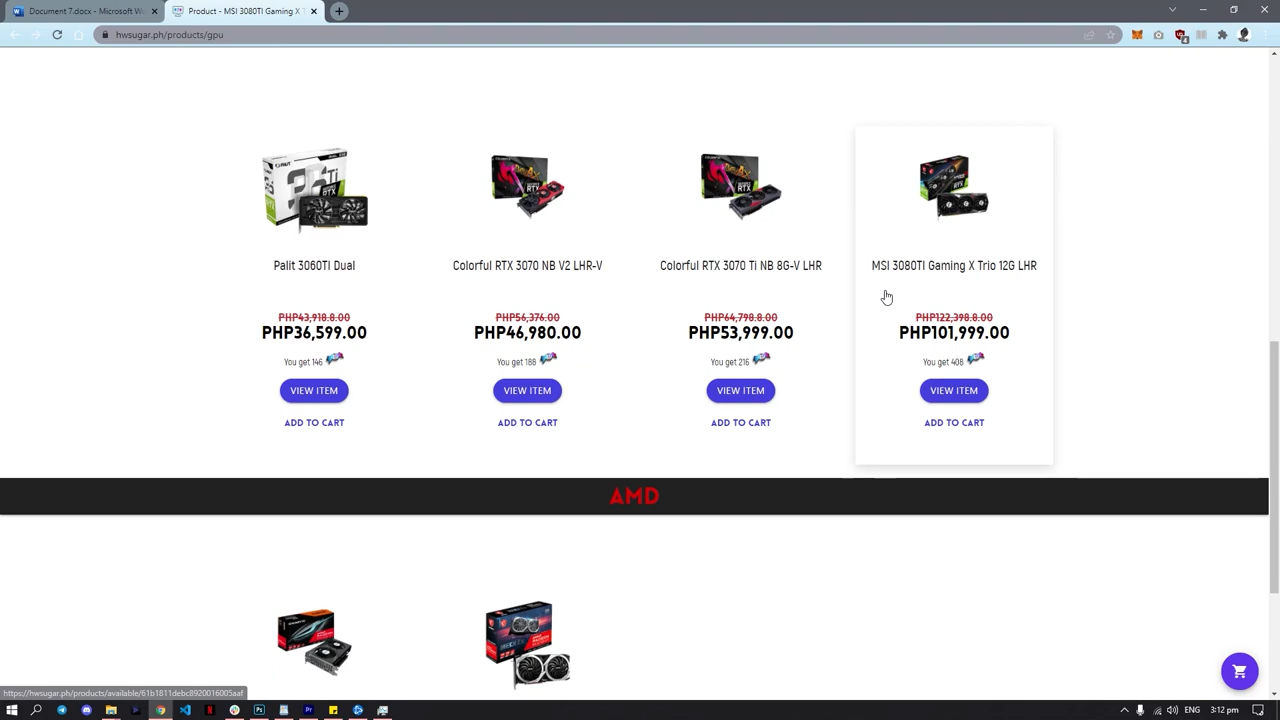 Document 7.docx - Microsoft W
Product - MSI 3080TI Gaming X T
hwsugar.ph/products/gpu
Palit 3060TI Dual
Colorful RTX 3070 NB V2 LHR-V
Colorful RTX 3070 Ti NB 8G-V LHR
MSI 3080TI Gaming X Trio 12G LHR
PHP43,918.8.00
PHP56,376.00
PHP64,798.8.00
PHP122,398.8.00
PHP36,599.00
PHP46,980.00
PHP53,999.00
PHP101,999.00
You get 146
You get 188
You get 216
You get 408
VIEW ITEM
VIEW ITEM
VIEW ITEM
VIEW ITEM
ADD TO CART
ADD TO CART
ADD TO CART
ADD TO CART
AMD
https://hwsugar.ph/products/available/61b1811debc8920016005aaf
3:12 pm